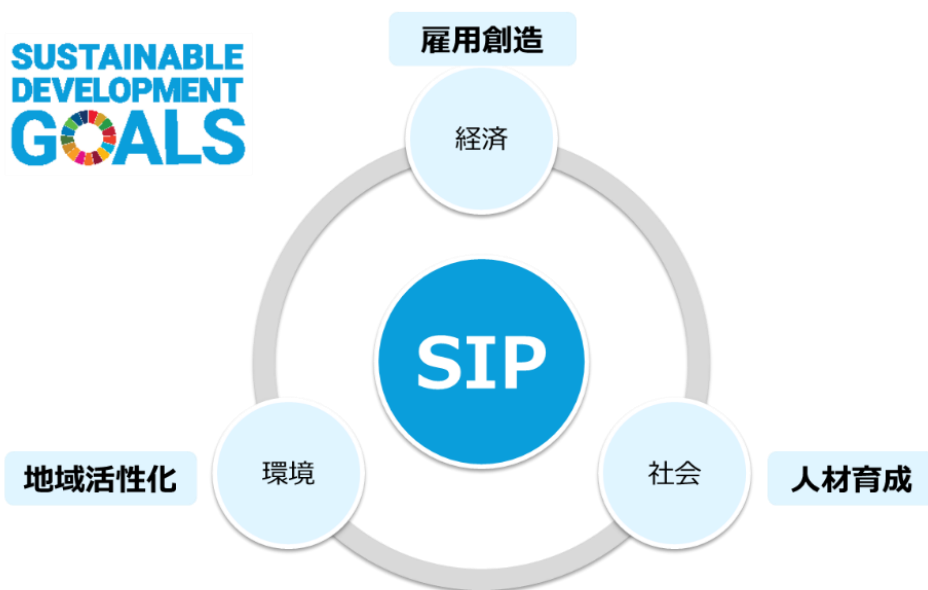 SUSTAINABLE
DEVELOPMENT
GOALS
雇用創造
経済
SIP
地域活性化
環境
社会
人材育成